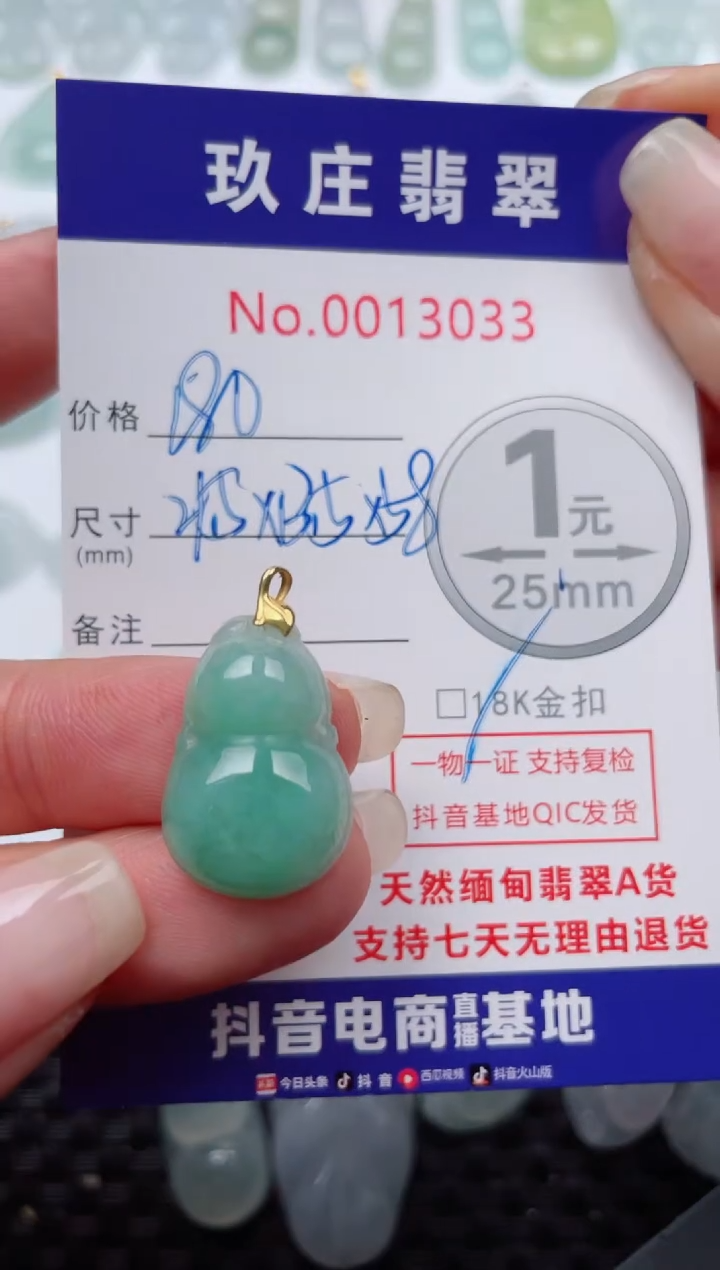 玖庄翡翠
No.0013033
价格 180
尺寸
(mm)
1元
25mm
备注
□18K金扣
一物一证 支持复检
抖音基地QIC发货
天然缅甸翡翠A货
支持七天无理由退货
抖音电商直播基地
头条 今日头条 抖音 西瓜视频 抖音火山版